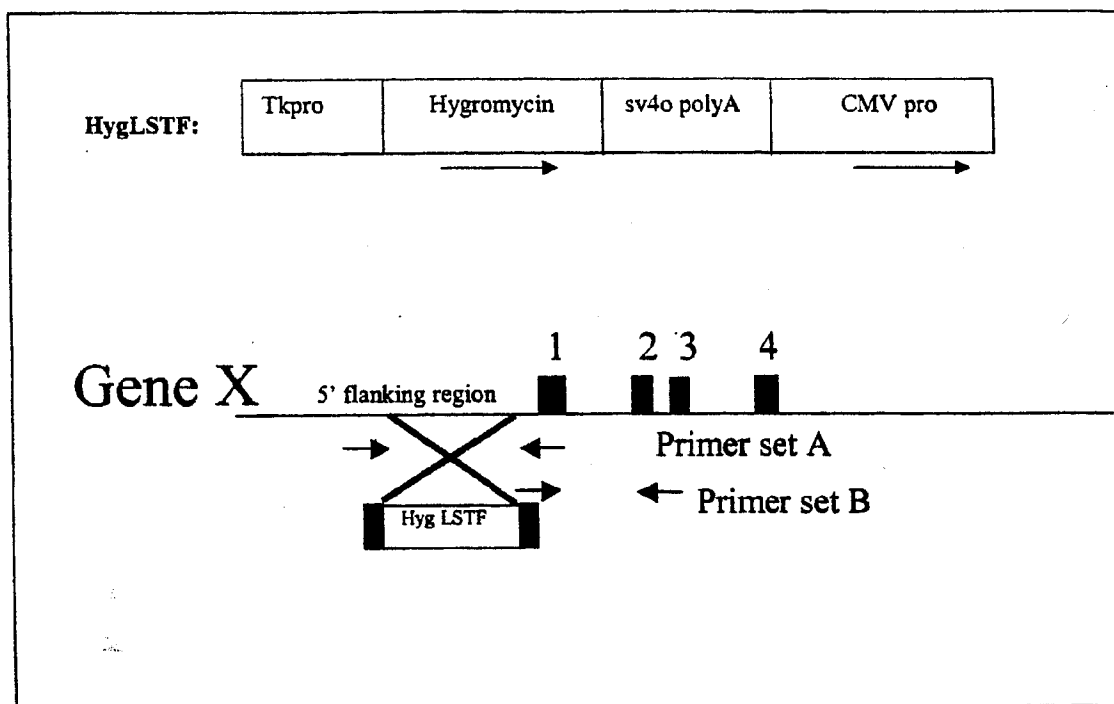 Tkpro Hygromycin sv4o polyA CMV pro
HygLSTF:
1 2 3 4
Gene X
5' flanking region
Primer set A
Primer set B
Hyg LSTF